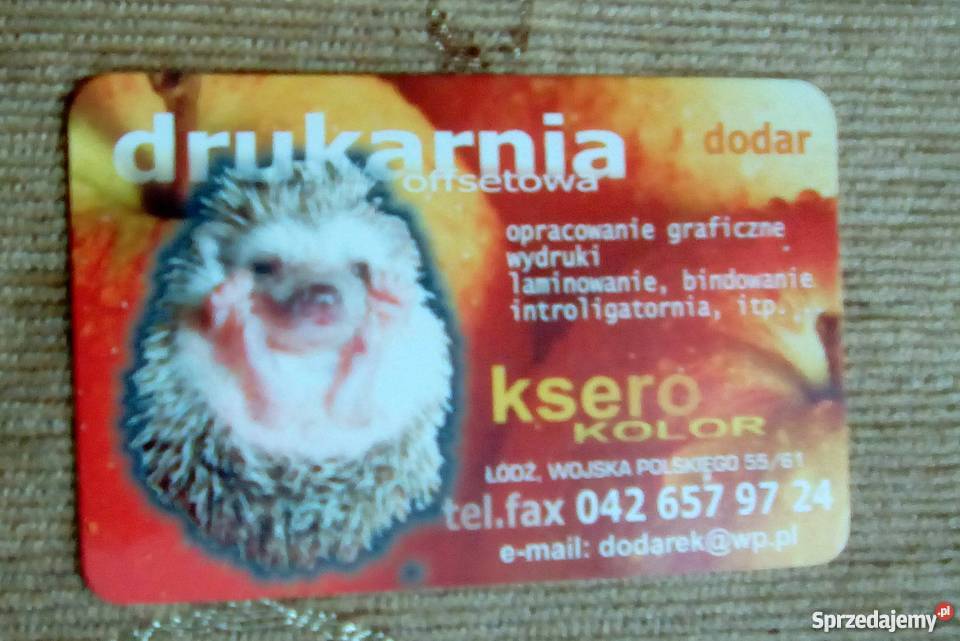 drukarnia
offsetowa
dodar
opracowanie graficzne
wydruki
laminowanie, bindowanie
introligatornia, itp...
ksero
KOLOR
ŁÓDŹ, WOJSKA POLSKIEGO 55/61
tel.fax 042 657 97 24
e-mail: dodarek@wp.pl
Sprzedajemy.pl